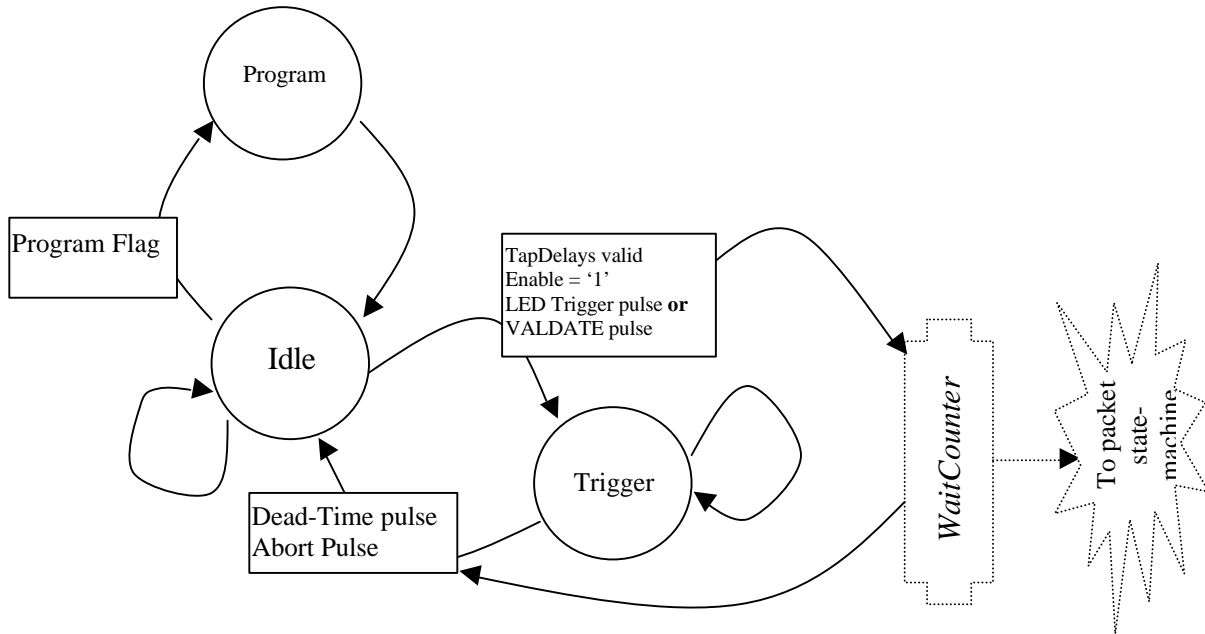 Program
Program Flag
TapDelays valid
Enable = ‘1’
LED Trigger pulse or
VALDATE pulse
Idle
Trigger
Dead-Time pulse
Abort Pulse
WaitCounter
To packet
state-
machine